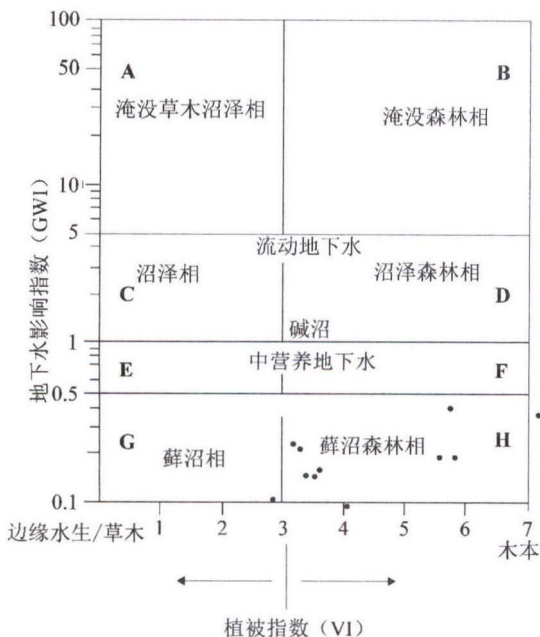 100
A
B
50
淹没草木沼泽相
淹没森林相
10
5
流动地下水
沼泽相
沼泽森林相
C
D
碱沼
1
中营养地下水
E
F
0.5
G
H
藓沼相
藓沼森林相
0.1
地下水影响指数（GWI）
边缘水生/草木
1
2
3
4
5
6
7
木本
植被指数（VI）